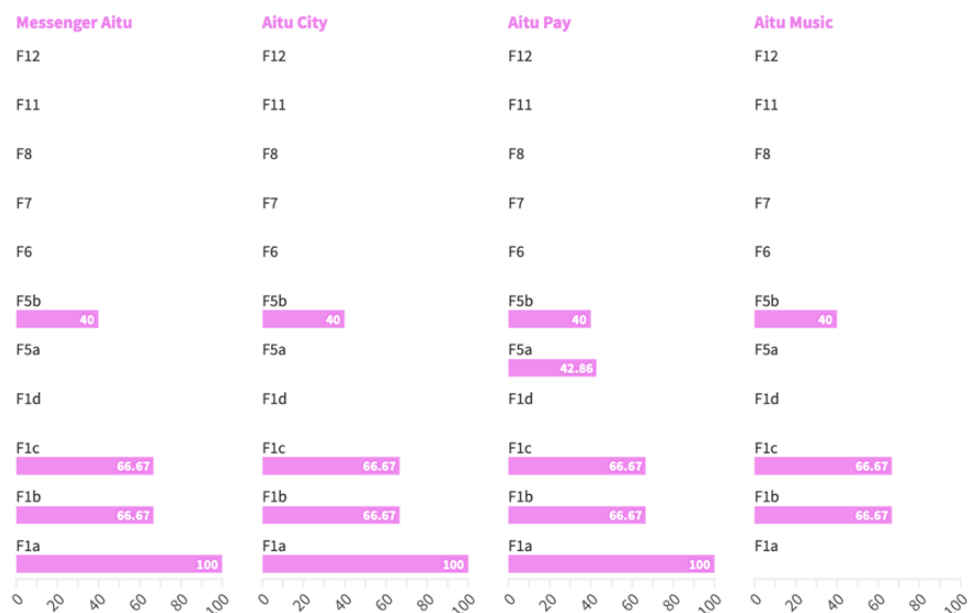 Messenger Aitu Aitu City Aitu Pay Aitu Music
F12 F12 F12 F12
F11 F11 F11 F11
F8 F8 F8 F8
F7 F7 F7 F7
F6 F6 F6 F6
F5b F5b F5b F5b
40 40 40 40
F5a F5a F5a F5a
42.86
F1d F1d F1d F1d
F1c F1c F1c F1c
66.67 66.67 66.67 66.67
F1b F1b F1b F1b
66.67 66.67 66.67 66.67
F1a F1a F1a F1a
100 100 100
0 20 40 60 80 100 0 20 40 60 80 100 0 20 40 60 80 100 0 20 40 60 80 100